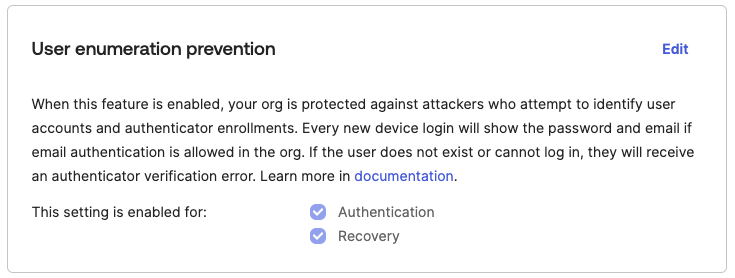 User enumeration prevention
Edit
When this feature is enabled, your org is protected against attackers who attempt to identify user
accounts and authenticator enrollments. Every new device login will show the password and email if
email authentication is allowed in the org. If the user does not exist or cannot log in, they will receive
an authenticator verification error. Learn more in documentation.
This setting is enabled for:
Authentication
Recovery